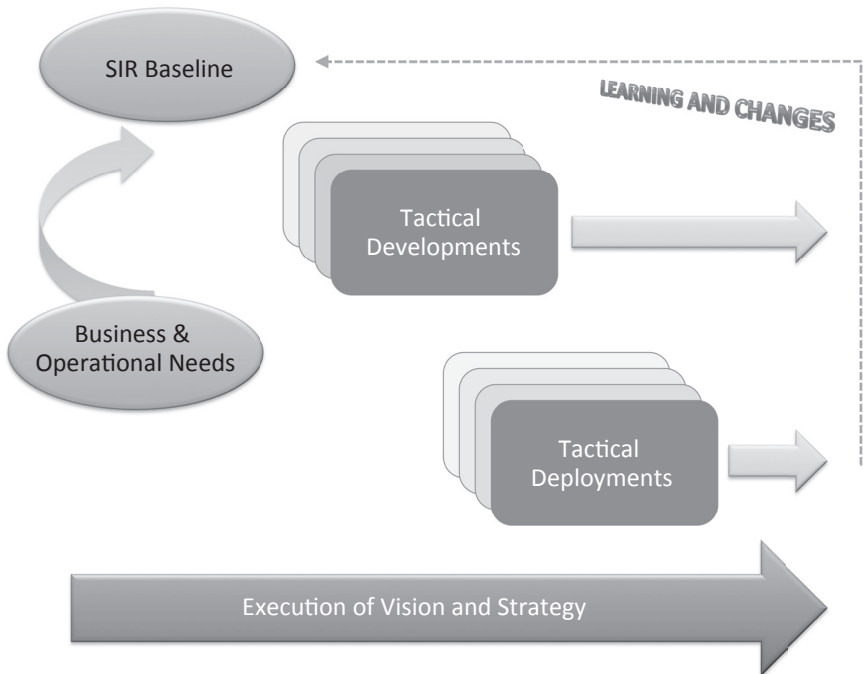 SIR Baseline
LEARNING AND CHANGES
Tactical
Developments
Business &
Operational Needs
Tactical
Deployments
Execution of Vision and Strategy